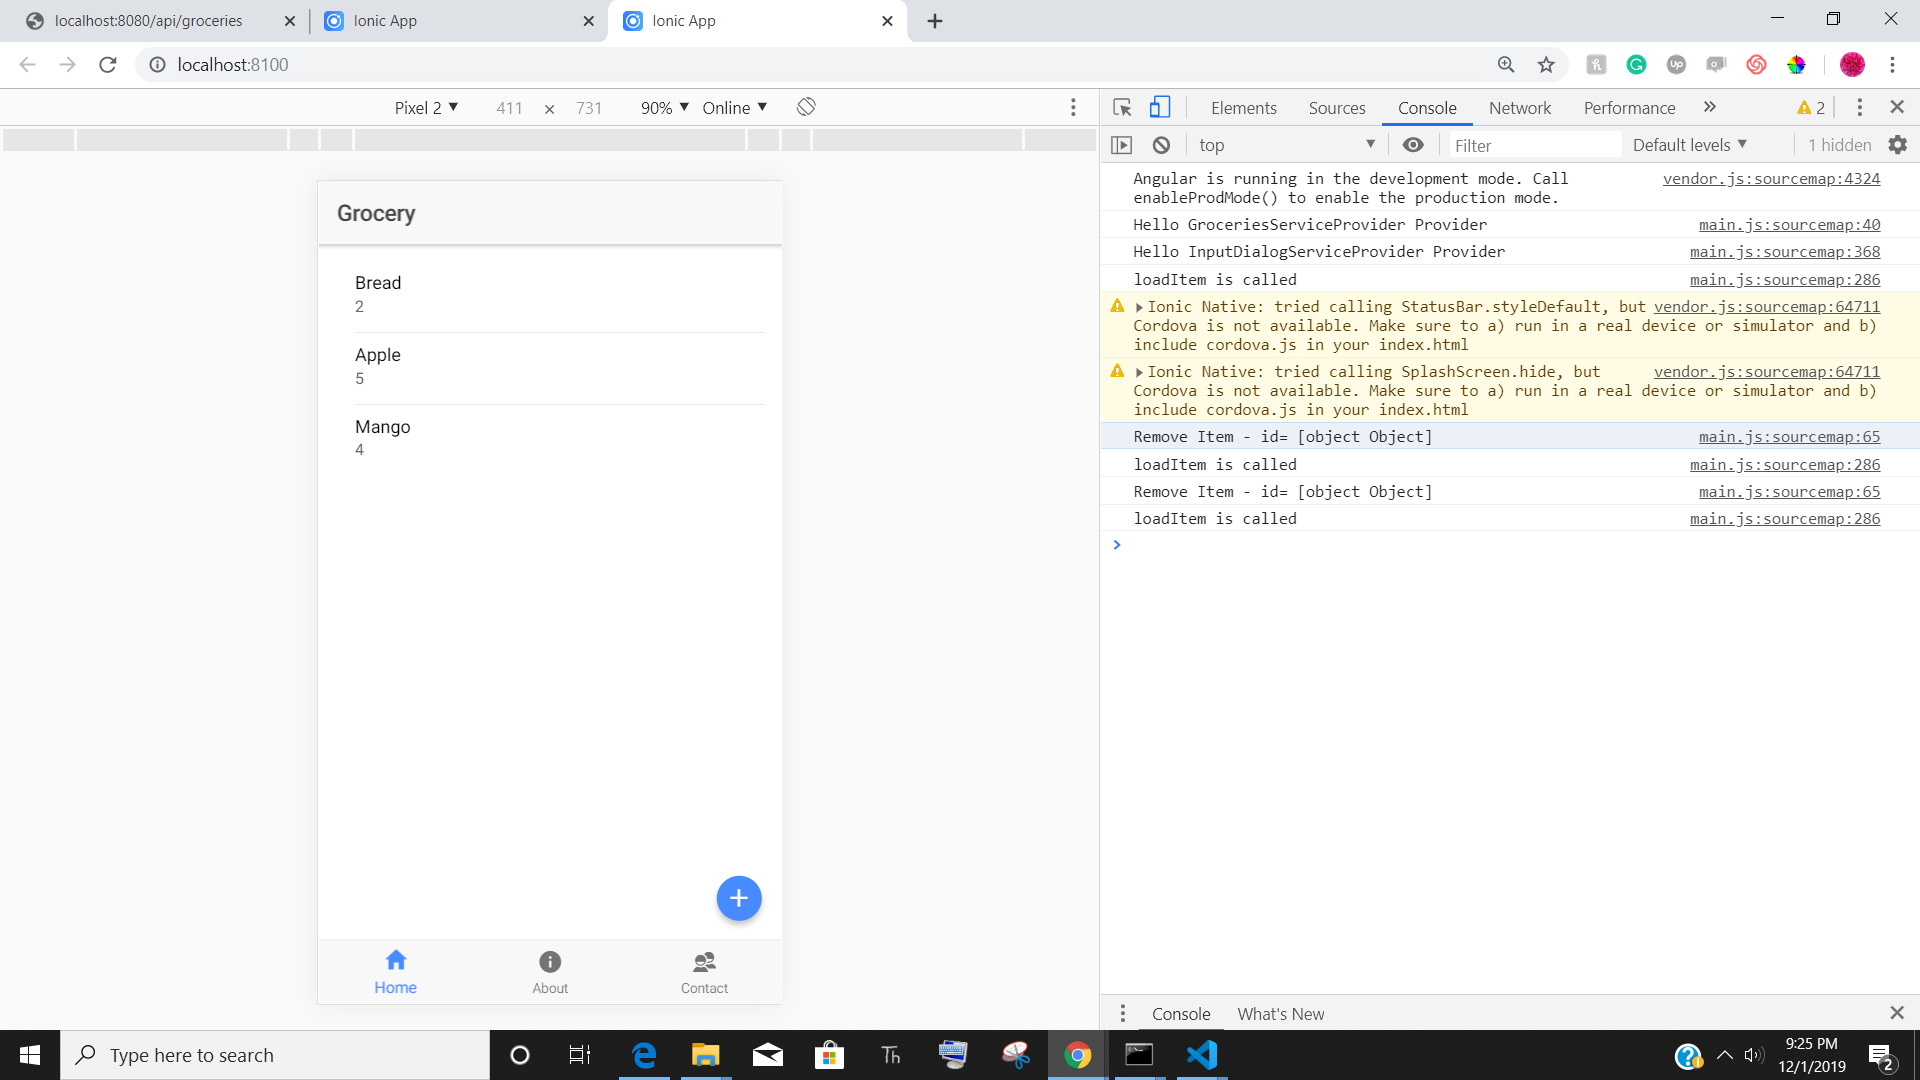 localhost:8080/api/groceries
Ionic App
Ionic App
localhost:8100
Pixel 2 ▼ 411 × 731 90% ▼ Online ▼
Elements Sources Console Network Performance » 2
top ▼ Filter Default levels ▼ 1 hidden
Grocery
Bread
2
Apple
5
Mango
4
Home
About
Contact
Angular is running in the development mode. Call vendor.js:sourcemap:4324
enableProdMode() to enable the production mode.
Hello GroceriesServiceProvider Provider main.js:sourcemap:40
Hello InputDialogServiceProvider Provider main.js:sourcemap:368
loadItem is called main.js:sourcemap:286
Ionic Native: tried calling StatusBar.styleDefault, but vendor.js:sourcemap:64711
Cordova is not available. Make sure to a) run in a real device or simulator and b)
include cordova.js in your index.html
Ionic Native: tried calling SplashScreen.hide, but vendor.js:sourcemap:64711
Cordova is not available. Make sure to a) run in a real device or simulator and b)
include cordova.js in your index.html
Remove Item - id= [object Object] main.js:sourcemap:65
loadItem is called main.js:sourcemap:286
Remove Item - id= [object Object] main.js:sourcemap:65
loadItem is called main.js:sourcemap:286
Console What's New
Type here to search
Th
9:25 PM
12/1/2019
2